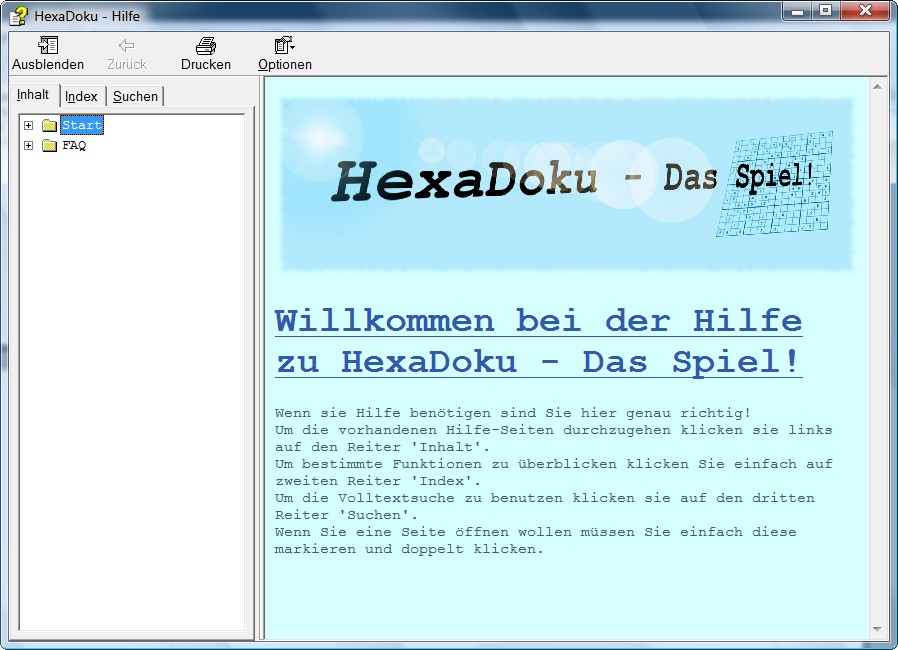 HexaDoku - Hilfe
Ausblenden Zurück Drucken Optionen
Inhalt Index Suchen
Start
FAQ
HexaDoku - Das Spiel!
Willkommen bei der Hilfe
zu HexaDoku - Das Spiel!
Wenn sie Hilfe benötigen sind Sie hier genau richtig!
Um die vorhandenen Hilfe-Seiten durchzugehen klicken sie links
auf den Reiter 'Inhalt'.
Um bestimmte Funktionen zu überblicken klicken Sie einfach auf
zweiten Reiter 'Index'.
Um die Volltextsuche zu benutzen klicken sie auf den dritten
Reiter 'Suchen'.
Wenn Sie eine Seite öffnen wollen müssen Sie einfach diese
markieren und doppelt klicken.